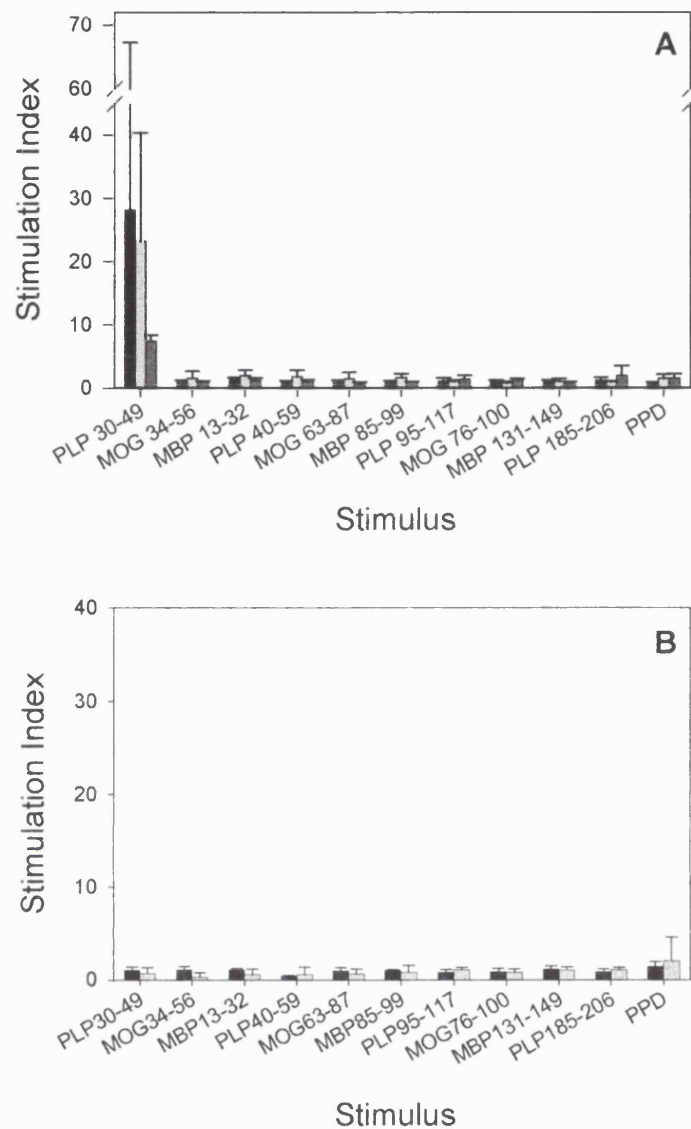 A
Stimulation Index
70
60
40
30
20
10
0
PLP 30-49
MOG 34-56
MBP 13-32
PLP 40-59
MOG 63-87
MBP 85-99
PLP 95-117
MOG 76-100
MBP 131-149
PLP 185-206
PPD
Stimulus
B
Stimulation Index
40
30
20
10
0
PLP30-49
MOG34-56
MBP13-32
PLP40-59
MOG63-87
MBP85-99
PLP95-117
MOG76-100
MBP131-149
PLP185-206
PPD
Stimulus